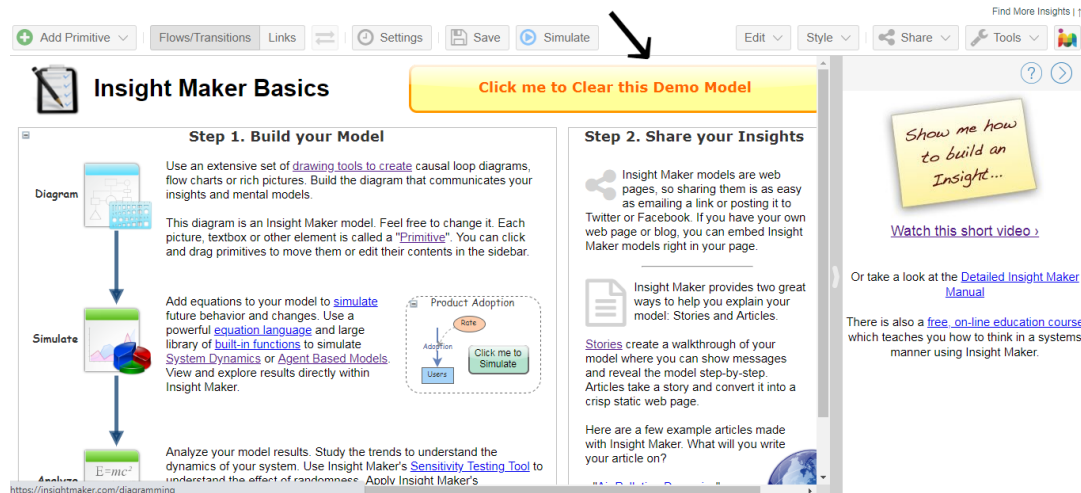 Find More Insights |
Add Primitive
Flows/Transitions
Links
Settings
Save
Simulate
Edit
Style
Share
Tools
Insight Maker Basics
Click me to Clear this Demo Model
Step 1. Build your Model
Diagram
Use an extensive set of drawing tools to create causal loop diagrams,
flow charts or rich pictures. Build the diagram that communicates your
insights and mental models.
This diagram is an Insight Maker model. Feel free to change it. Each
picture, textbox or other element is called a "Primitive". You can click
and drag primitives to move them or edit their contents in the sidebar.
Simulate
Add equations to your model to simulate
future behavior and changes. Use a
powerful equation language and large
library of built-in functions to simulate
System Dynamics or Agent Based Models.
View and explore results directly within
Insight Maker.
Product Adoption
Rate
Adoption
Click me to
Simulate
Users
Analyze
E=mc²
Analyze your model results. Study the trends to understand the
dynamics of your system. Use Insight Maker's Sensitivity Testing Tool to
understand the effect of randomness. Apply Insight Maker's
https://insightmaker.com/diagramming
Step 2. Share your Insights
Insight Maker models are web
pages, so sharing them is as easy
as emailing a link or posting it to
Twitter or Facebook. If you have your own
web page or blog, you can embed Insight
Maker models right in your page.
Insight Maker provides two great
ways to help you explain your
model: Stories and Articles.
Stories create a walkthrough of your
model where you can show messages
and reveal the model step-by-step.
Articles take a story and convert it into a
crisp static web page.
Here are a few example articles made
with Insight Maker. What will you write
your article on?
"Air Pollution Dynamics"
?
Show me how
to build an
Insight...
Watch this short video ›
Or take a look at the Detailed Insight Maker
Manual
There is also a free, on-line education course
which teaches you how to think in a systems
manner using Insight Maker.